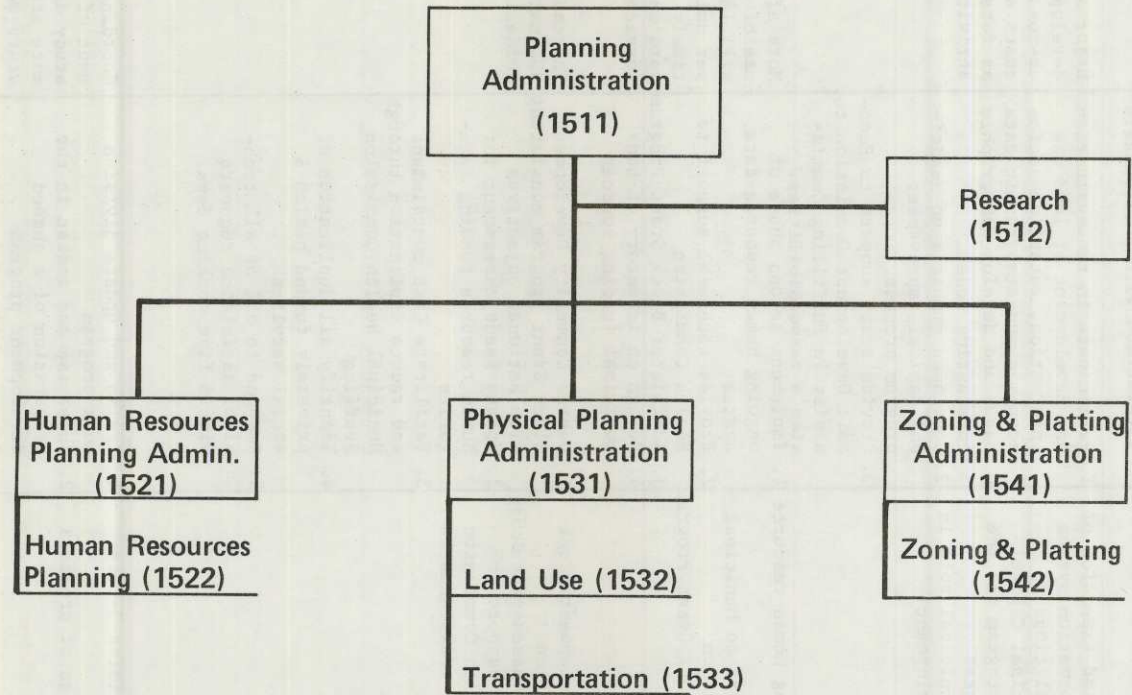 Planning
Administration
(1511)
Research
(1512)
Human Resources
Planning Admin.
(1521)
Human Resources
Planning (1522)
Physical Planning
Administration
(1531)
Land Use (1532)
Transportation (1533)
Zoning & Platting
Administration
(1541)
Zoning & Platting
(1542)